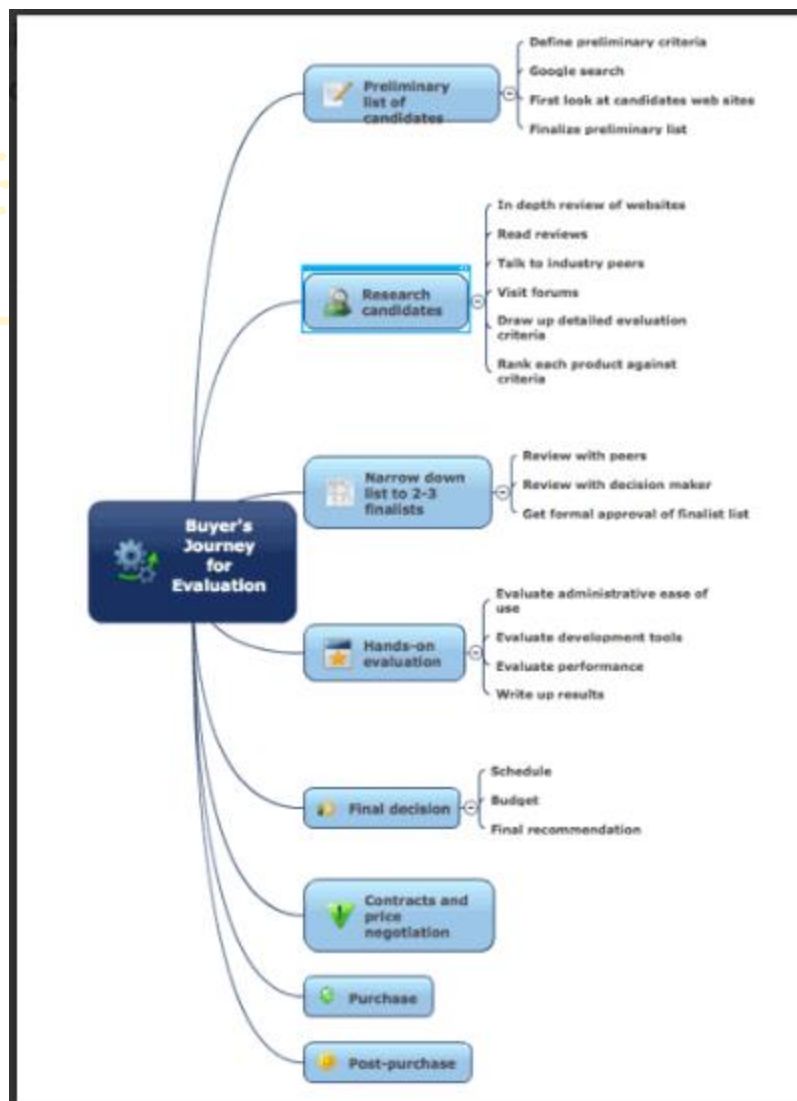 Preliminary
list of
candidates
Define preliminary criteria
Google search
First look at candidates web sites
Finalize preliminary list
Research
candidates
In depth review of websites
Read reviews
Talk to industry peers
Visit forums
Draw up detailed evaluation
criteria
Rank each product against
criteria
Narrow down
list to 2-3
finalists
Review with peers
Review with decision maker
Get formal approval of finalist list
Buyer's
Journey
for
Evaluation
Hands-on
evaluation
Evaluate administrative ease of
use
Evaluate development tools
Evaluate performance
Write up results
Final decision
Schedule
Budget
Final recommendation
Contracts and
price
negotiation
Purchase
Post-purchase